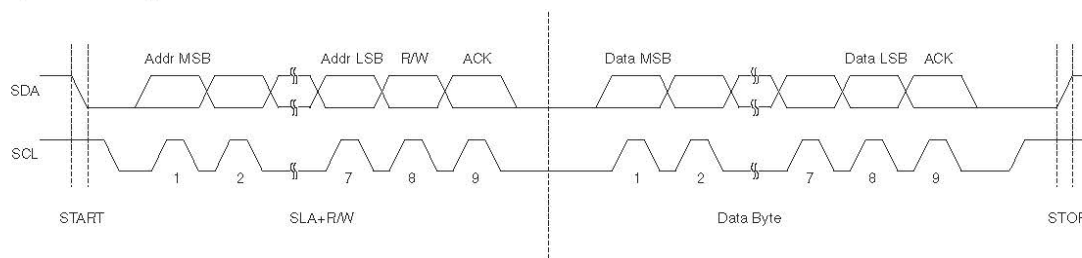 Addr MSB Addr LSB R/W ACK Data MSB Data LSB ACK
SDA
SCL
1 2 7 8 9 1 2 7 8 9
START SLA+R/W Data Byte STOP